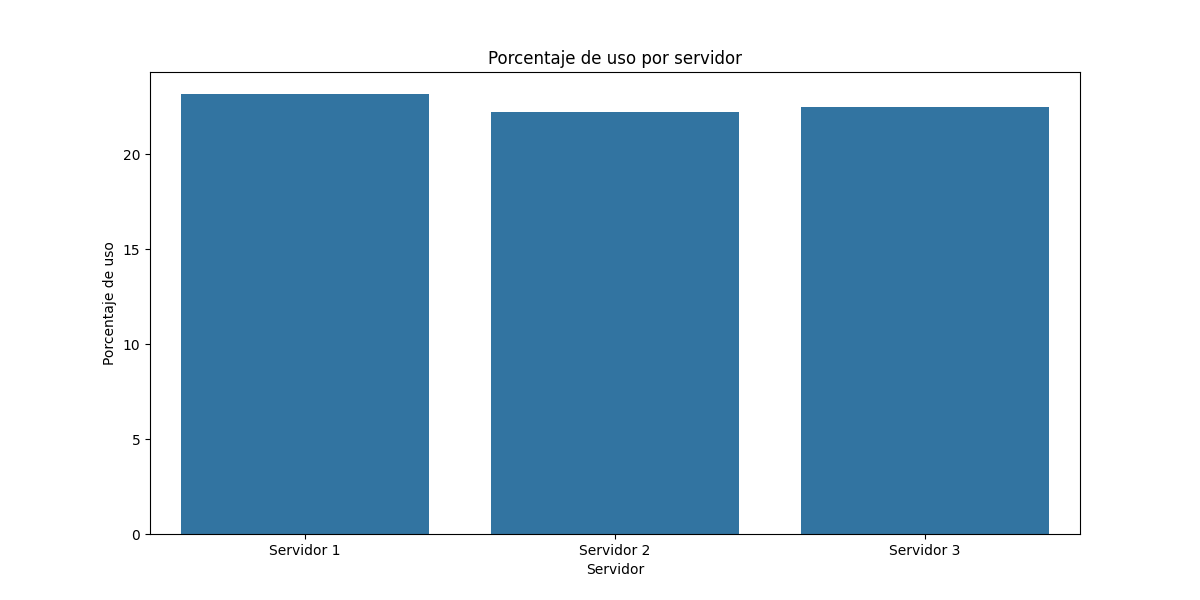 Porcentaje de uso por servidor
Porcentaje de uso
20
15
10
5
0
Servidor 1
Servidor 2
Servidor 3
Servidor